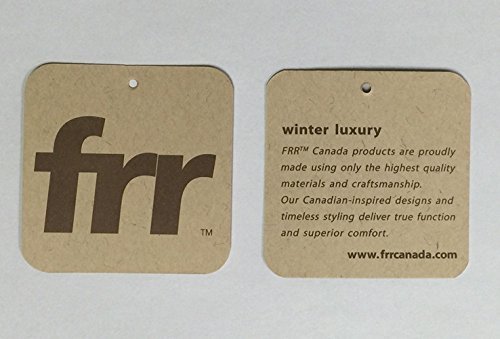 frr
TM
winter luxury
FRR™ Canada products are proudly
made using only the highest quality
materials and craftsmanship.
Our Canadian-inspired designs and
timeless styling deliver true function
and superior comfort.
www.frrcanada.com